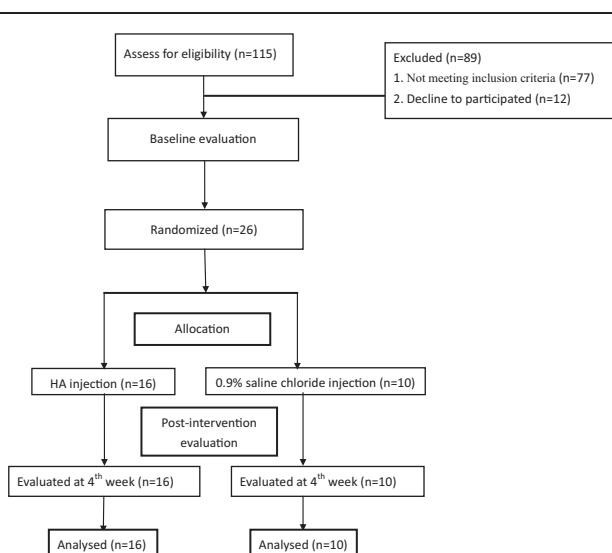 Assess for eligibility (n=115)
Excluded (n=89)
1. Not meeting inclusion criteria (n=77)
2. Decline to participated (n=12)
Baseline evaluation
Randomized (n=26)
Allocation
HA injection (n=16)
0.9% saline chloride injection (n=10)
Post-intervention
evaluation
Evaluated at 4th week (n=16)
Evaluated at 4th week (n=10)
Analysed (n=16)
Analysed (n=10)